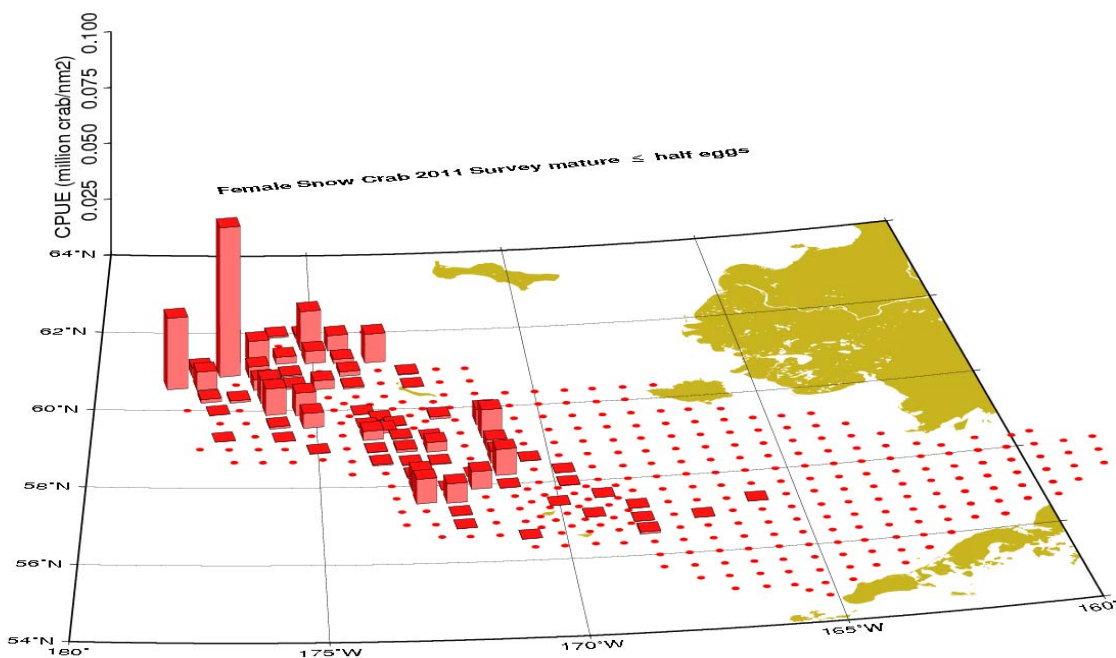 0.100
0.075
0.050
0.025
CPUE (million crab/nm2)
Female Snow Crab 2011 Survey mature ≤ half eggs
64°N
62°N
60°N
58°N
56°N
54°N
180°
175°W
170°W
165°W
160°